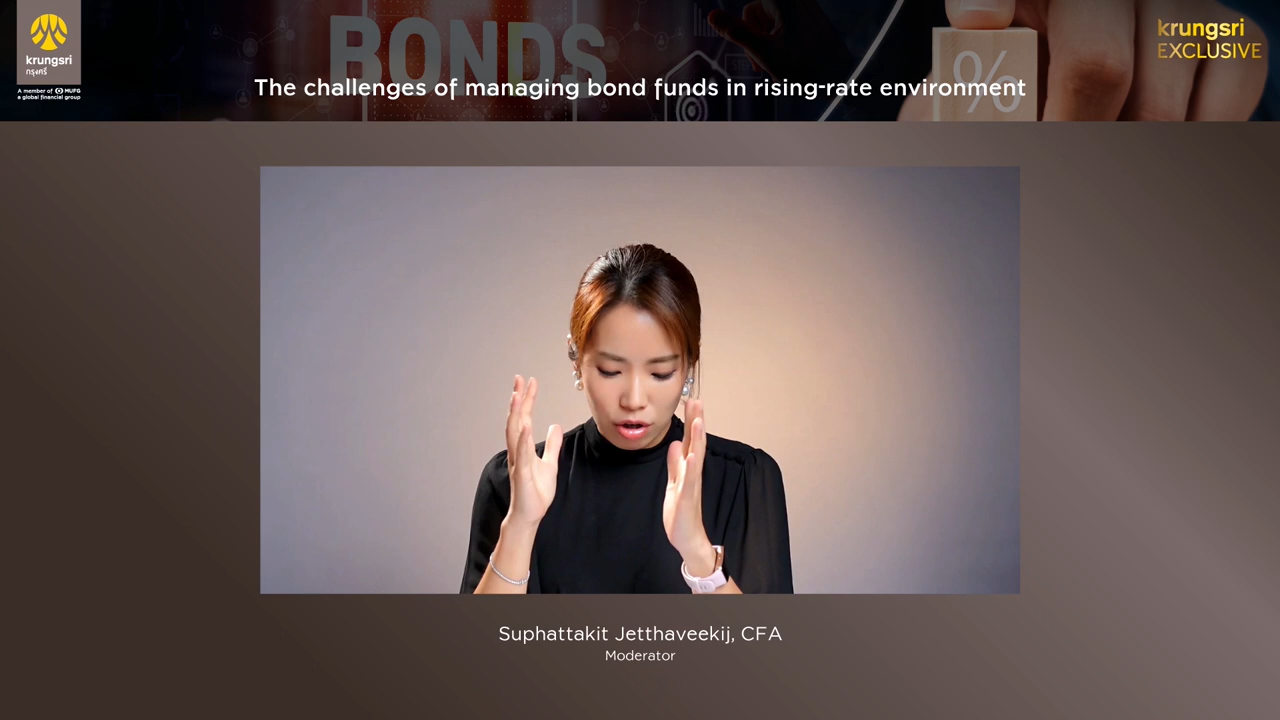 BONDS
%
krungsri
กรุงศรี
A member of MUFG
a global financial group
krungsri
EXCLUSIVE
The challenges of managing bond funds in rising-rate environment
Suphattakit Jetthaveekij, CFA
Moderator